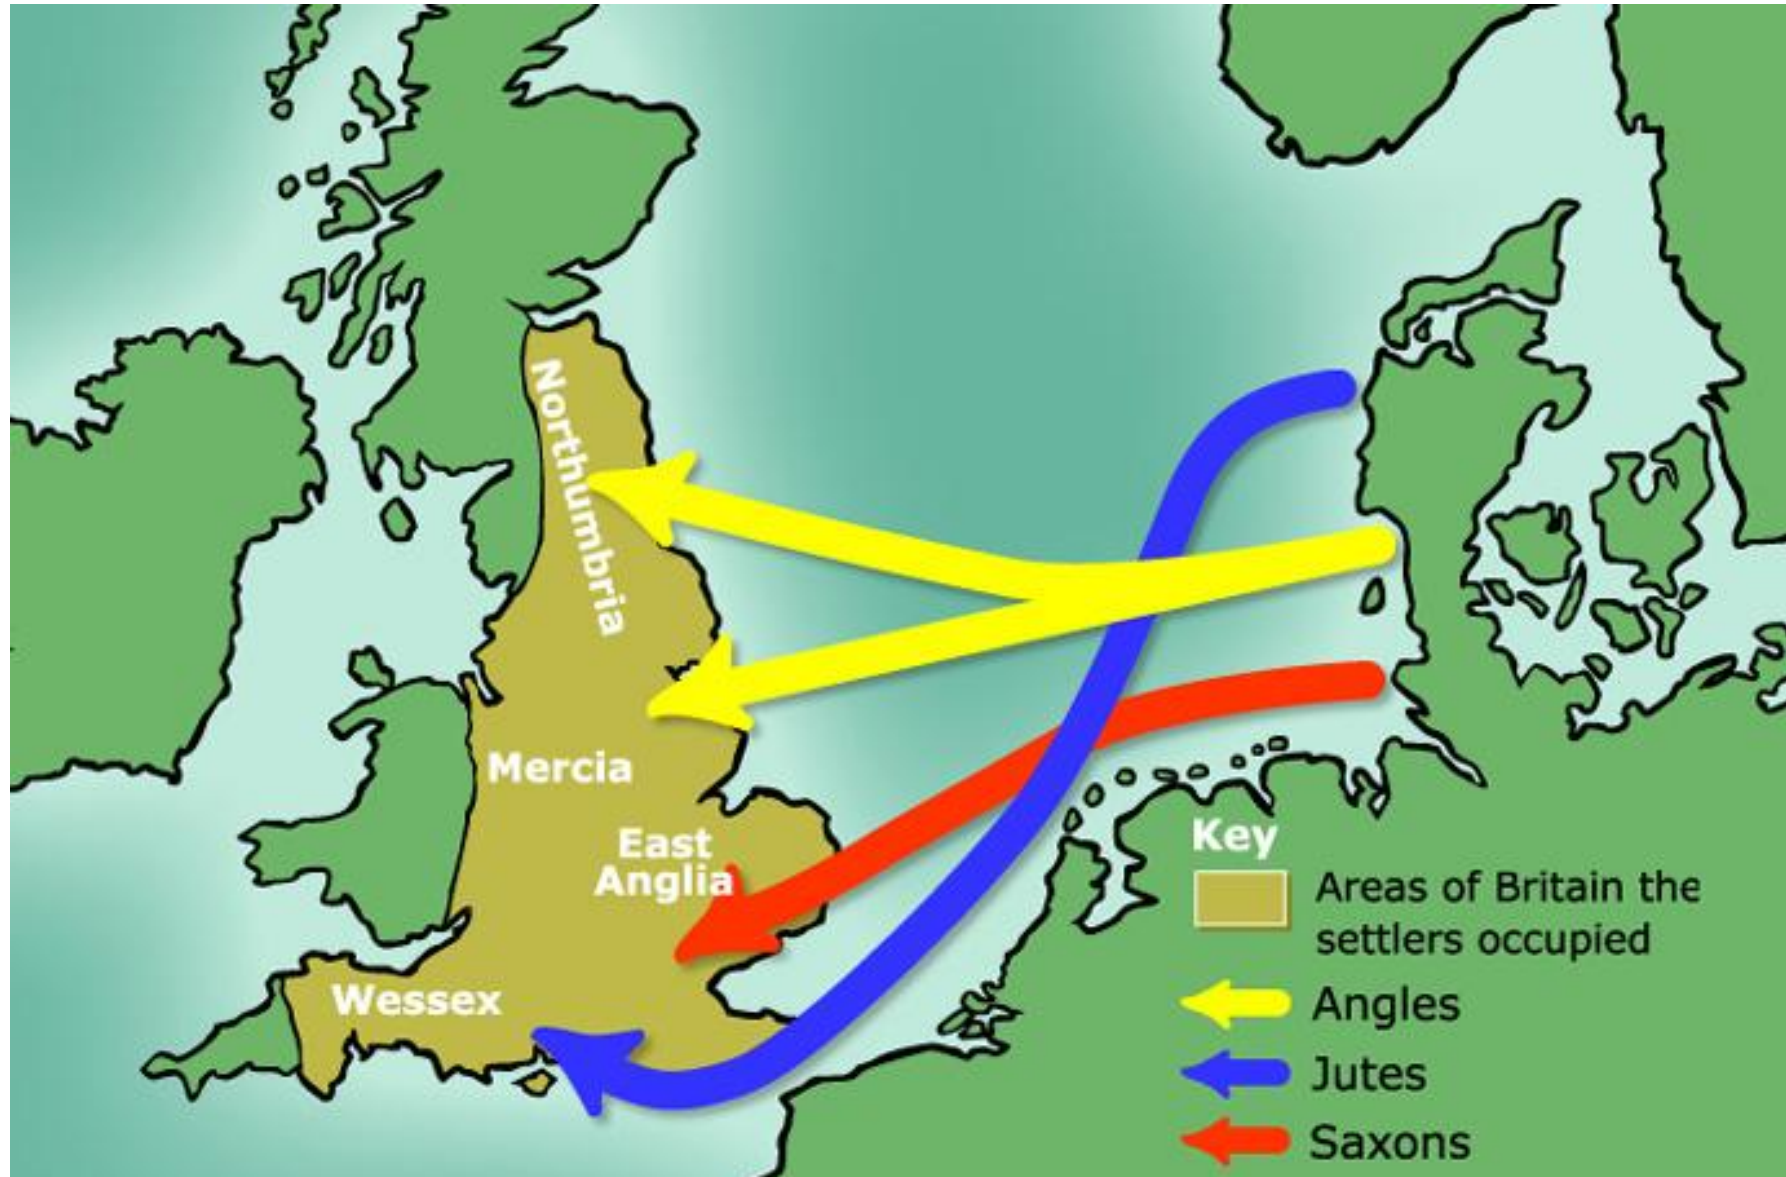 Northumbria
Mercia
East
Anglia
Wessex
Key
Areas of Britain the
settlers occupied
Angles
Jutes
Saxons